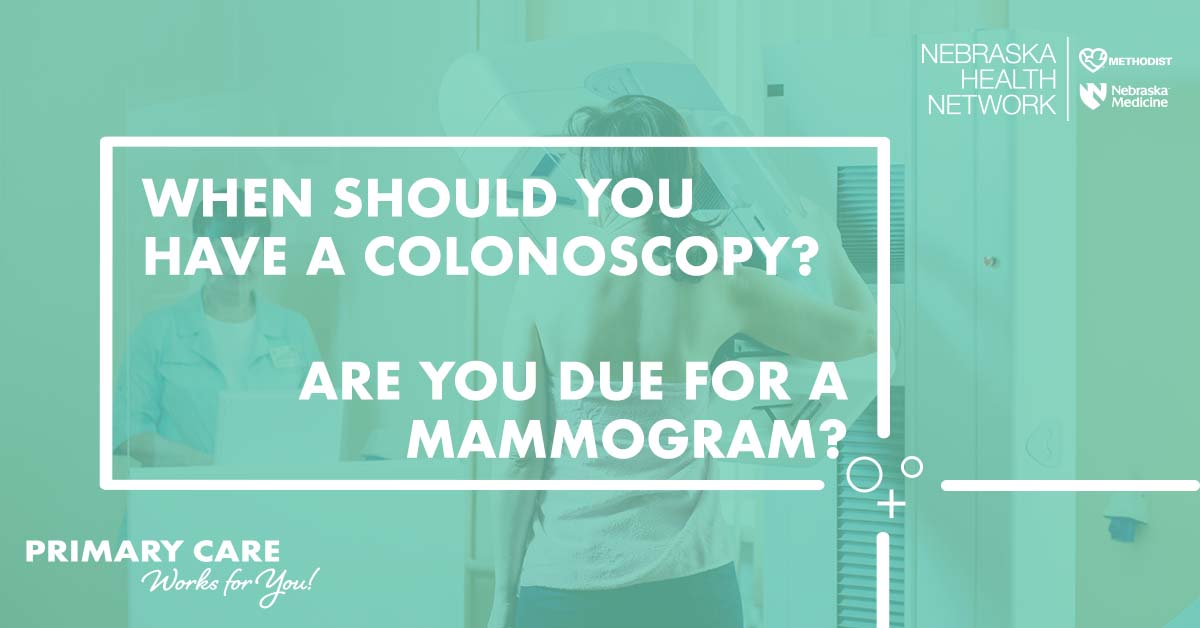 NEBRASKA
HEALTH
NETWORK
METHODIST
Nebraska
Medicine
WHEN SHOULD YOU
HAVE A COLONOSCOPY?
ARE YOU DUE FOR A
MAMMOGRAM?
PRIMARY CARE
Works for You!